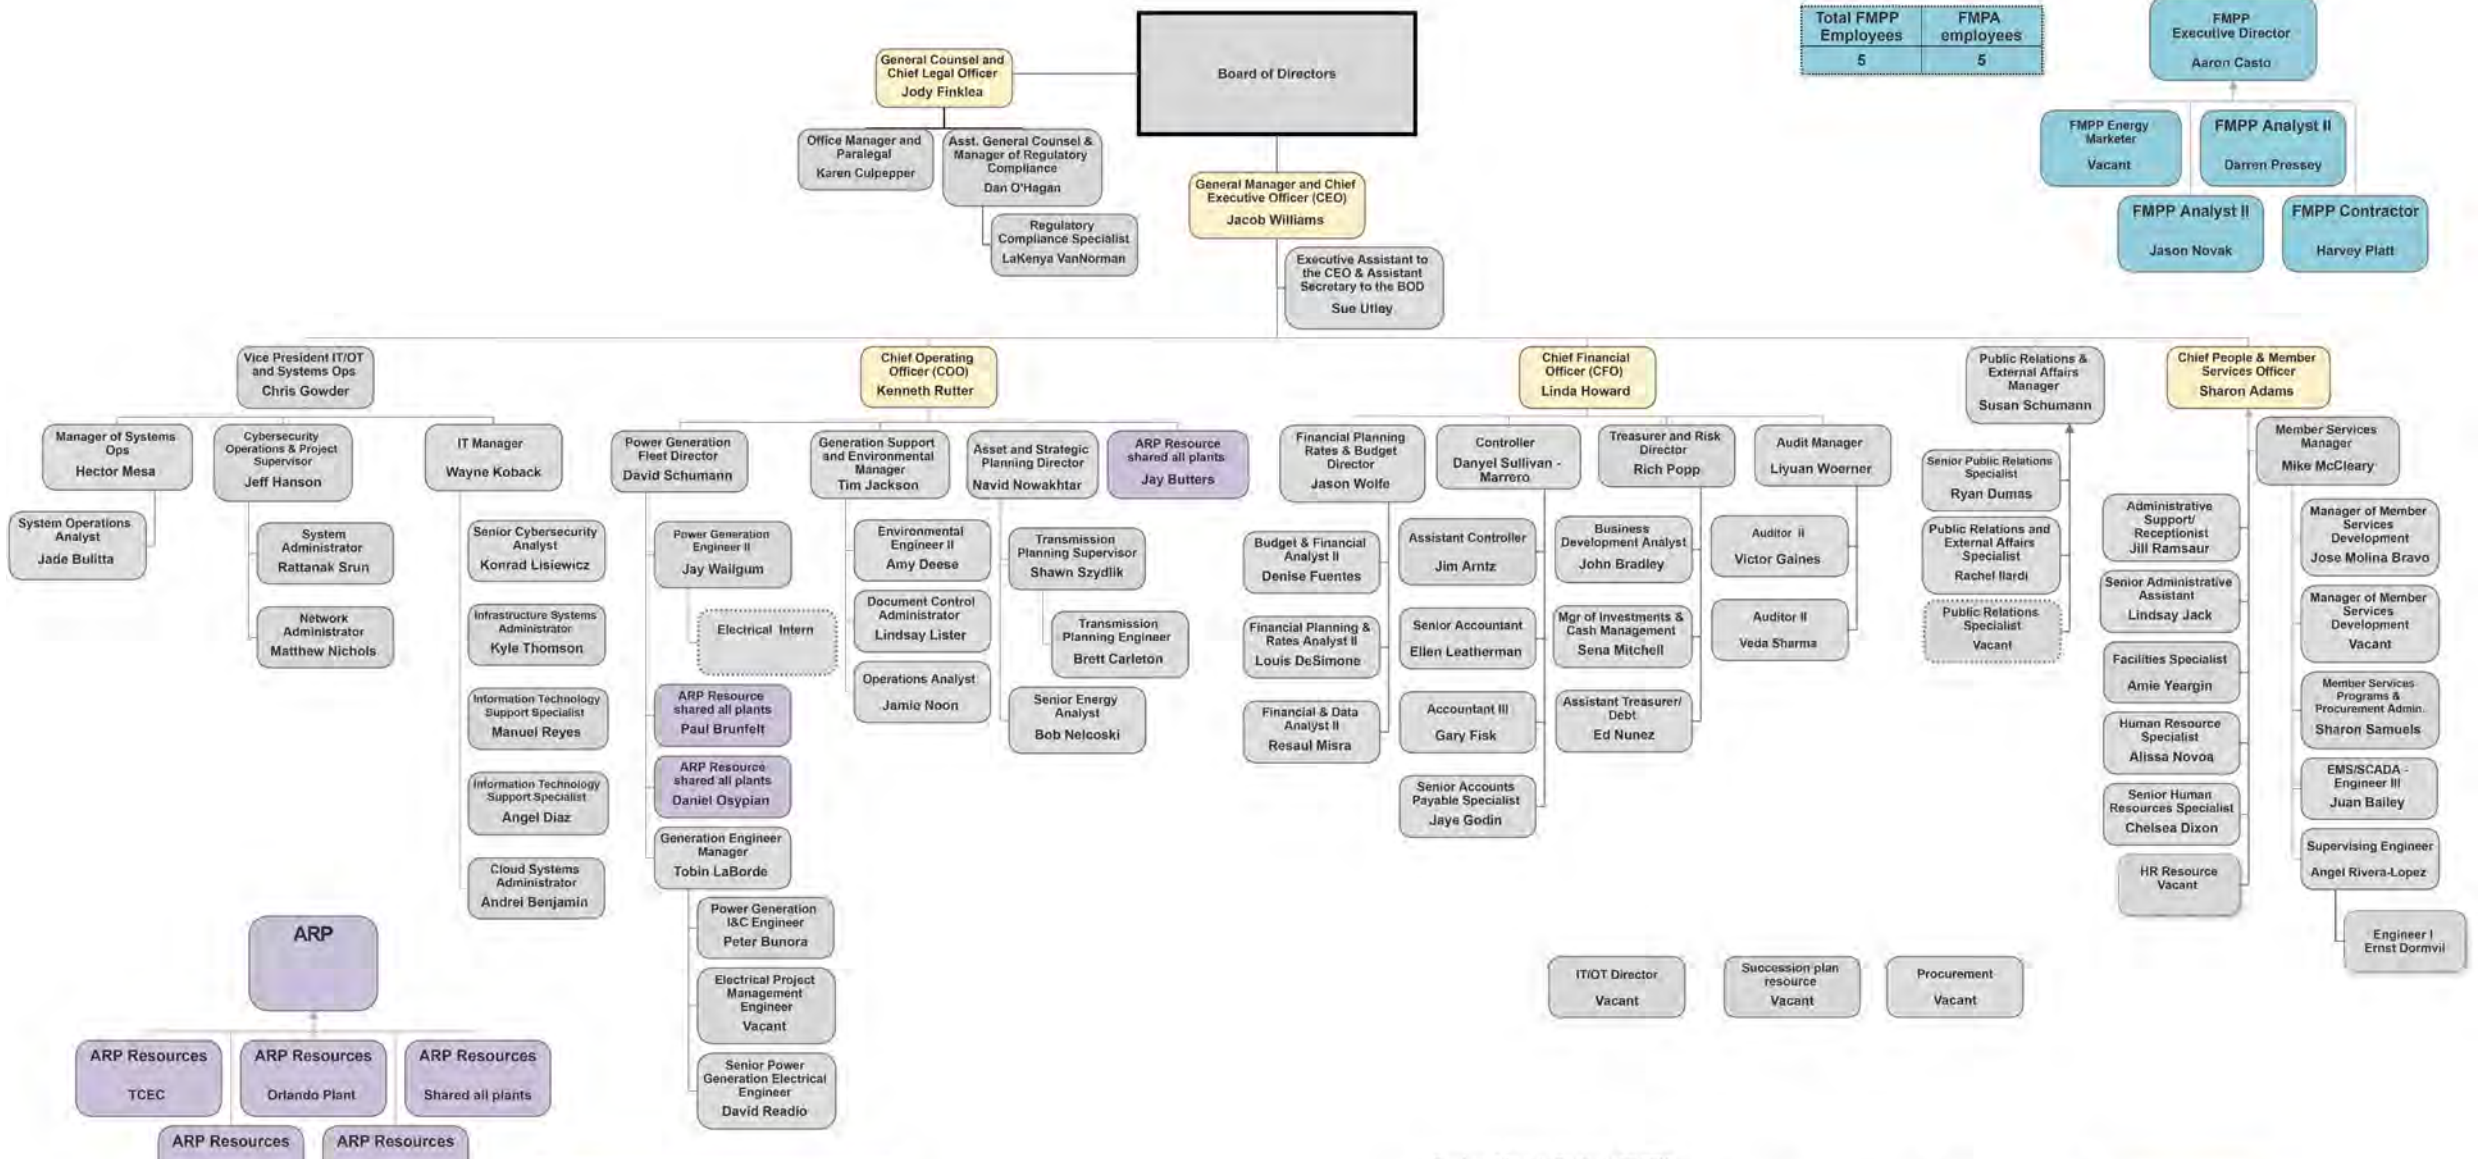 Total FMPP Employees
FMPA employees
5
5
FMPP
Executive Director
Aaron Casto
FMPP Energy
Marketer
Vacant
FMPP Analyst II
Darren Pressey
FMPP Analyst II
Jason Novak
FMPP Contractor
Harvey Platt
Board of Directors
General Counsel and
Chief Legal Officer
Jody Finklea
Office Manager and
Paralegal
Karen Culpepper
Asst. General Counsel &
Manager of Regulatory
Compliance
Dan O'Hagan
Regulatory
Compliance Specialist
LaKenya VanNorman
General Manager and Chief
Executive Officer (CEO)
Jacob Williams
Executive Assistant to
the CEO & Assistant
Secretary to the BOD
Sue Utley
Vice President IT/OT
and Systems Ops
Chris Gowder
Manager of Systems
Ops
Hector Mesa
System Operations
Analyst
Jade Bulitta
Cybersecurity
Operations & Project
Supervisor
Jeff Hanson
System
Administrator
Rattanak Srun
Network
Administrator
Matthew Nichols
IT Manager
Wayne Koback
Senior Cybersecurity
Analyst
Konrad Lisiewicz
Infrastructure Systems
Administrator
Kyle Thomson
Information Technology
Support Specialist
Manuel Reyes
Information Technology
Support Specialist
Angel Diaz
Cloud Systems
Administrator
Andrei Benjamin
Chief Operating
Officer (COO)
Kenneth Rutter
Power Generation
Fleet Director
David Schumann
Power Generation
Engineer II
Jay Wailgum
Electrical Intern
ARP Resource
shared all plants
Paul Brunfelt
ARP Resource
shared all plants
Daniel Osypian
Generation Engineer
Manager
Tobin LaBorde
Power Generation
I&C Engineer
Peter Bunora
Electrical Project
Management
Engineer
Vacant
Senior Power
Generation Electrical
Engineer
David Readio
Generation Support
and Environmental
Manager
Tim Jackson
Environmental
Engineer II
Amy Deese
Document Control
Administrator
Lindsay Lister
Operations Analyst
Jamie Noon
Asset and Strategic
Planning Director
Navid Nowakhtar
Transmission
Planning Supervisor
Shawn Szydlik
Transmission
Planning Engineer
Brett Carleton
Senior Energy
Analyst
Bob Nelcoski
ARP Resource
shared all plants
Jay Butters
Chief Financial
Officer (CFO)
Linda Howard
Financial Planning
Rates & Budget
Director
Jason Wolfe
Budget & Financial
Analyst II
Denise Fuentes
Financial Planning &
Rates Analyst II
Louis DeSimone
Financial & Data
Analyst II
Resaul Misra
Controller
Danyel Sullivan -
Marrero
Assistant Controller
Jim Arntz
Senior Accountant
Ellen Leatherman
Accountant III
Gary Fisk
Senior Accounts
Payable Specialist
Jaye Godin
Treasurer and Risk
Director
Rich Popp
Business
Development Analyst
John Bradley
Mgr of Investments &
Cash Management
Sena Mitchell
Assistant Treasurer/
Debt
Ed Nunez
Audit Manager
Liyuan Woerner
Auditor II
Victor Gaines
Auditor II
Veda Sharma
Public Relations &
External Affairs
Manager
Susan Schumann
Senior Public Relations
Specialist
Ryan Dumas
Public Relations and
External Affairs
Specialist
Rachel Ilardi
Public Relations
Specialist
Vacant
Chief People & Member
Services Officer
Sharon Adams
Administrative
Support/
Receptionist
Jill Ramsaur
Senior Administrative
Assistant
Lindsay Jack
Facilities Specialist
Amie Yeargin
Human Resource
Specialist
Alissa Novoa
Senior Human
Resources Specialist
Chelsea Dixon
HR Resource
Vacant
Member Services
Manager
Mike McCleary
Manager of Member
Services
Development
Jose Molina Bravo
Manager of Member
Services
Development
Vacant
Member Services
Programs &
Procurement Admin.
Sharon Samuels
EMS/SCADA -
Engineer III
Juan Bailey
Supervising Engineer
Angel Rivera-Lopez
Engineer I
Ernst Dormvil
IT/OT Director
Vacant
Succession plan
resource
Vacant
Procurement
Vacant
ARP
ARP Resources
TCEC
ARP Resources
Orlando Plant
ARP Resources
Shared all plants
ARP Resources
ARP Resources